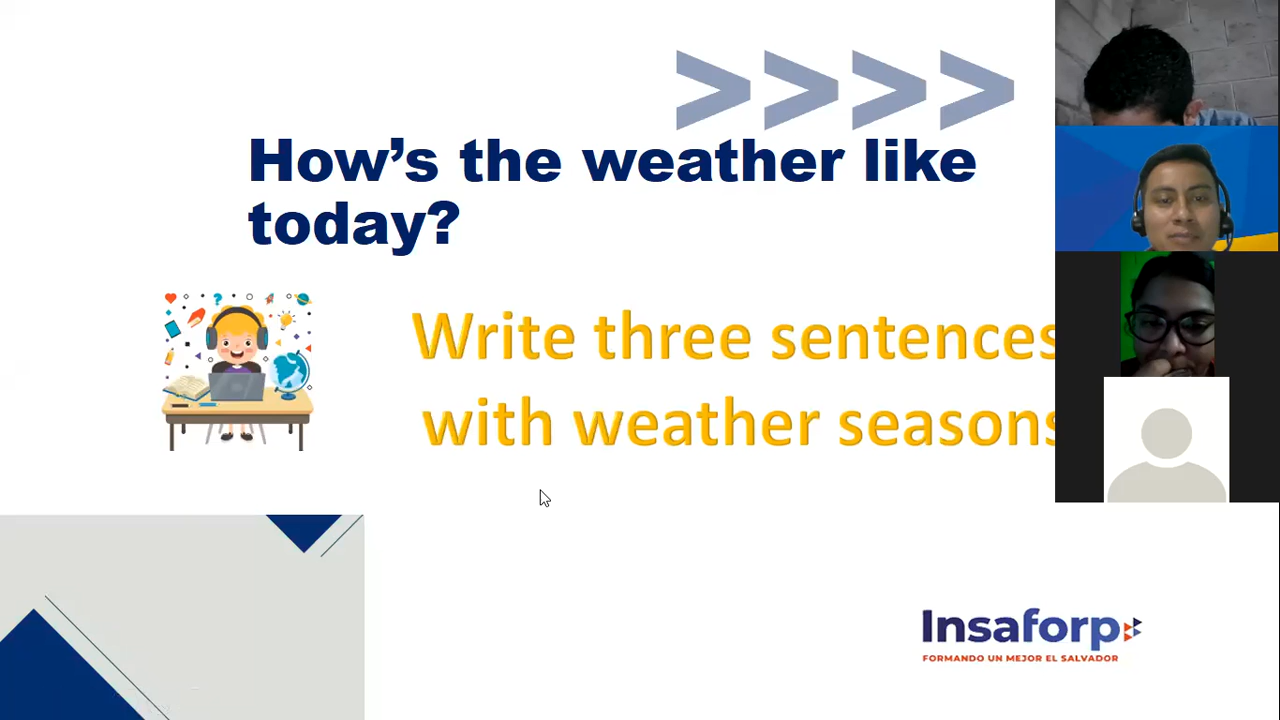 How's the weather like
today?
Write three sentences
with weather seasons
Insaforp
FORMANDO UN MEJOR EL SALVADOR